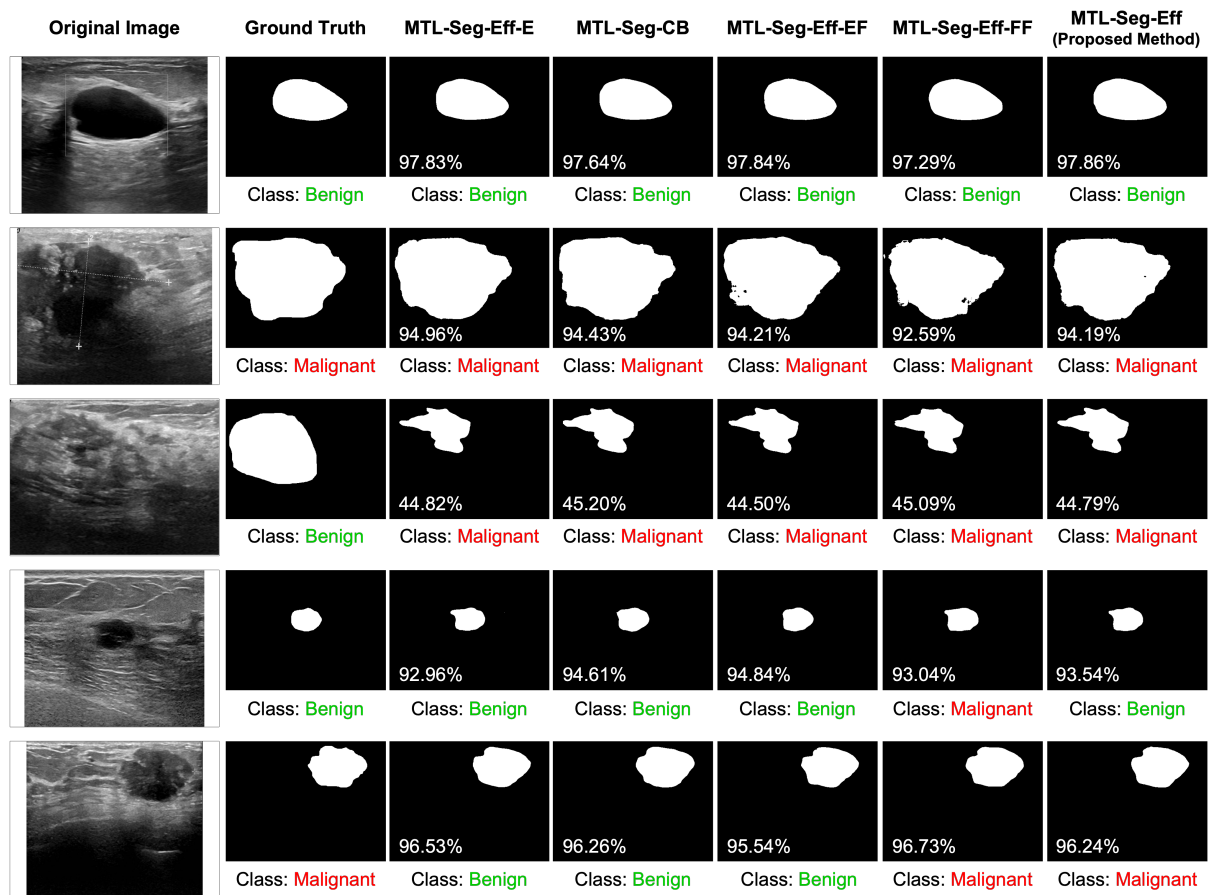 Original Image Ground Truth MTL-Seg-Eff-E MTL-Seg-CB MTL-Seg-Eff-EF MTL-Seg-Eff-FF MTL-Seg-Eff
(Proposed Method)
97.83% 97.64% 97.84% 97.29% 97.86%
Class: Benign Class: Benign Class: Benign Class: Benign Class: Benign Class: Benign
94.96% 94.43% 94.21% 92.59% 94.19%
Class: Malignant Class: Malignant Class: Malignant Class: Malignant Class: Malignant Class: Malignant
44.82% 45.20% 44.50% 45.09% 44.79%
Class: Benign Class: Malignant Class: Malignant Class: Malignant Class: Malignant Class: Malignant
92.96% 94.61% 94.84% 93.04% 93.54%
Class: Benign Class: Benign Class: Benign Class: Benign Class: Malignant Class: Benign
96.53% 96.26% 95.54% 96.73% 96.24%
Class: Malignant Class: Benign Class: Benign Class: Benign Class: Malignant Class: Malignant